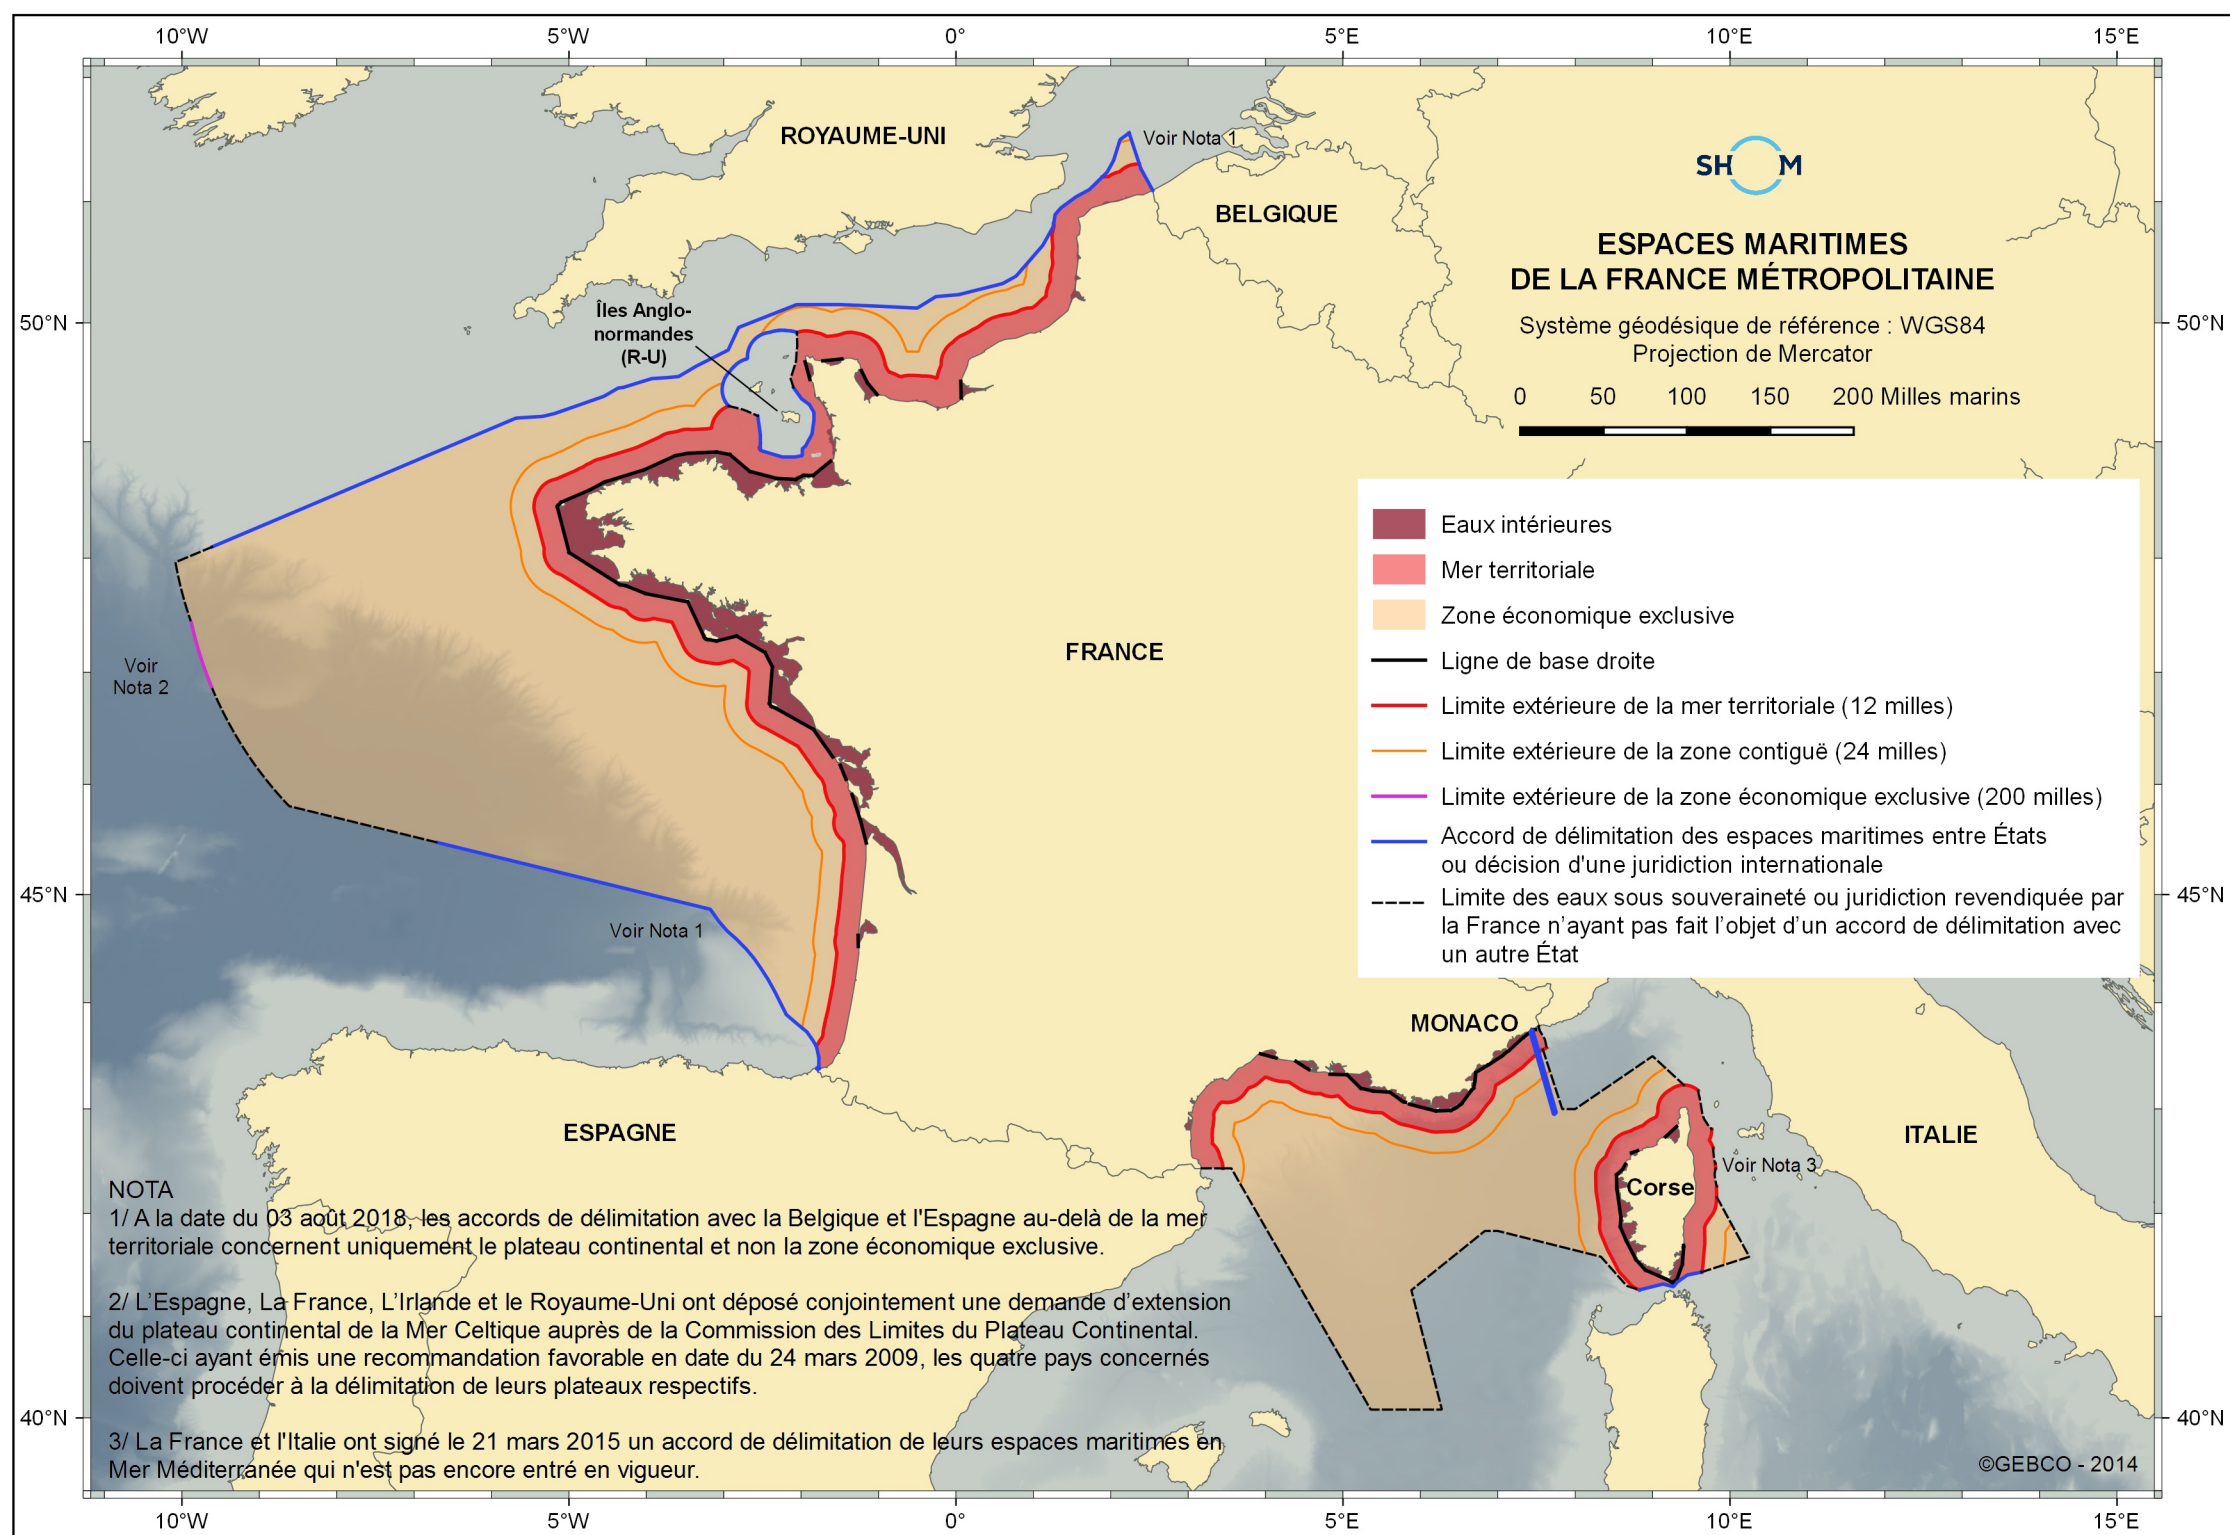 10°W 5°W 0° 5°E 10°E 15°E
ROYAUME-UNI
Voir Nota 1
BELGIQUE
SHOM
ESPACES MARITIMES
DE LA FRANCE MÉTROPOLITAINE
Système géodésique de référence : WGS84
Projection de Mercator
0 50 100 150 200 Milles marins
50°N
50°N
Îles Anglo-
normandes
(R-U)
Eaux intérieures
Mer territoriale
Zone économique exclusive
Ligne de base droite
Limite extérieure de la mer territoriale (12 milles)
Limite extérieure de la zone contiguë (24 milles)
Limite extérieure de la zone économique exclusive (200 milles)
Accord de délimitation des espaces maritimes entre États
ou décision d'une juridiction internationale
Limite des eaux sous souveraineté ou juridiction revendiquée par
la France n’ayant pas fait l’objet d’un accord de délimitation avec
un autre État
FRANCE
Voir
Nota 2
45°N
45°N
Voir Nota 1
MONACO
ESPAGNE
ITALIE
Voir Nota 3
Corse
NOTA
1/ A la date du 03 août 2018, les accords de délimitation avec la Belgique et l'Espagne au-delà de la mer
territoriale concernent uniquement le plateau continental et non la zone économique exclusive.
2/ L’Espagne, La France, L’Irlande et le Royaume-Uni ont déposé conjointement une demande d’extension
du plateau continental de la Mer Celtique auprès de la Commission des Limites du Plateau Continental.
Celle-ci ayant émis une recommandation favorable en date du 24 mars 2009, les quatre pays concernés
doivent procéder à la délimitation de leurs plateaux respectifs.
3/ La France et l'Italie ont signé le 21 mars 2015 un accord de délimitation de leurs espaces maritimes en
Mer Méditerranée qui n'est pas encore entré en vigueur.
40°N
40°N
©GEBCO - 2014
10°W 5°W 0° 5°E 10°E 15°E